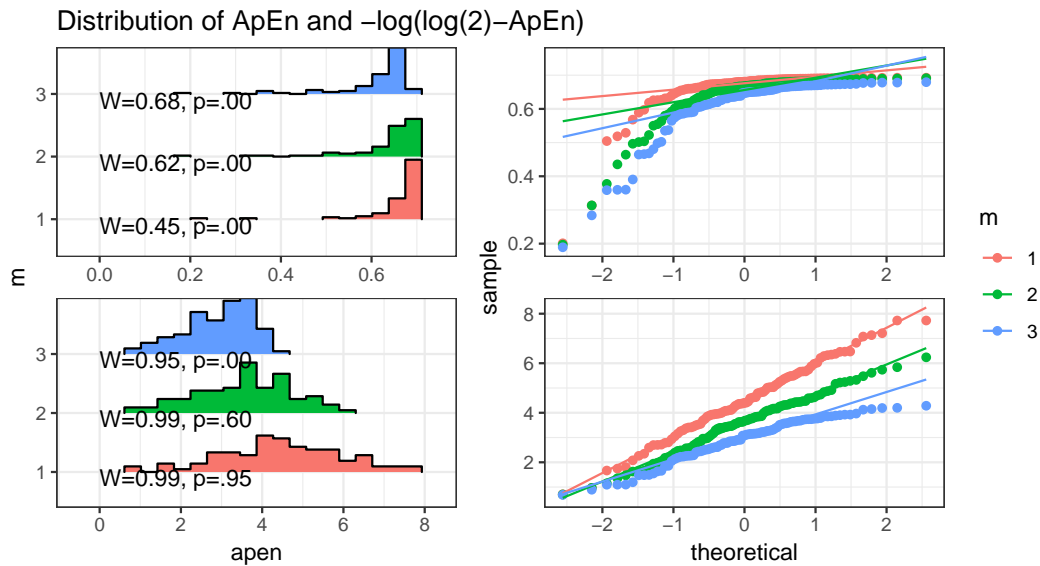 Distribution of ApEn and −log(log(2)−ApEn)
3
W=0.68, p=.00
2
W=0.62, p=.00
1
W=0.45, p=.00
0.0 0.2 0.4 0.6
3
W=0.95, p=.00
2
W=0.99, p=.60
1
W=0.99, p=.95
0 2 4 6 8
m
apen
0.6
0.4
0.2
−2 −1 0 1 2
8
6
4
2
−2 −1 0 1 2
sample
theoretical
m
1
2
3